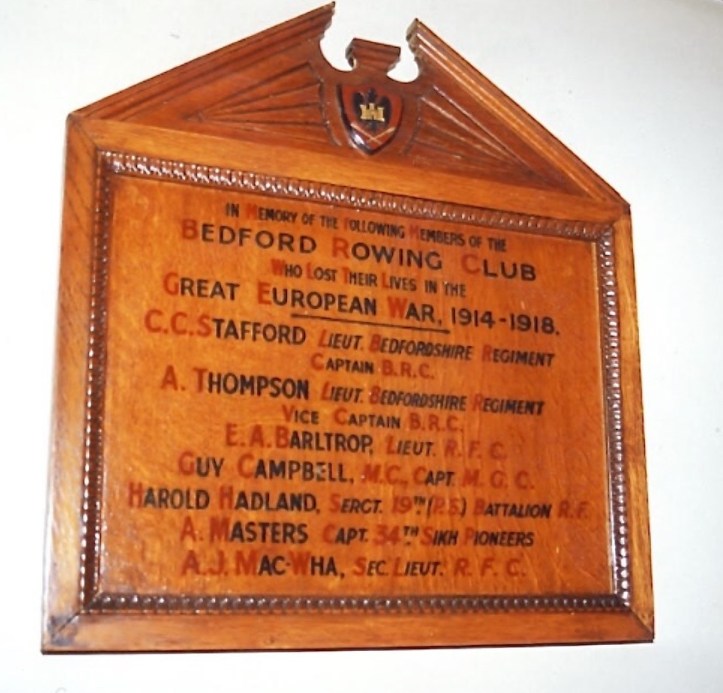 IN MEMORY OF THE FOLLOWING MEMBERS OF THE
BEDFORD ROWING CLUB
WHO LOST THEIR LIVES IN THE
GREAT EUROPEAN WAR, 1914-1918.
C.C. STAFFORD LIEUT. BEDFORDSHIRE REGIMENT
CAPTAIN B.R.C.
A. THOMPSON LIEUT. BEDFORDSHIRE REGIMENT
VICE CAPTAIN B.R.C.
E.A. BARLTROP, LIEUT. R.F.C.
GUY CAMPBELL, M.C., CAPT. M.G.C.
HAROLD HADLAND, SERGT. 19TH (P.S.) BATTALION R.F.
A. MASTERS CAPT. 34TH SIKH PIONEERS
A.J. MAC-WHA, SEC. LIEUT. R.F.C.